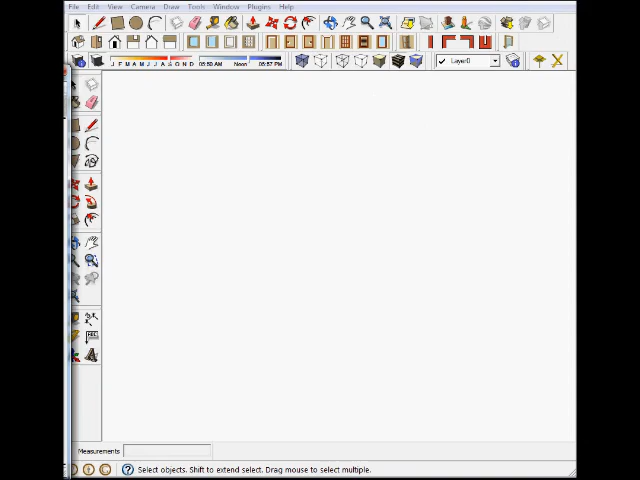 File Edit View Camera Draw Tools Window Plugins Help
J F M A M J J A S O N D 05:50 AM Noon 06:57 PM Layer0
Measurements
Select objects. Shift to extend select. Drag mouse to select multiple.